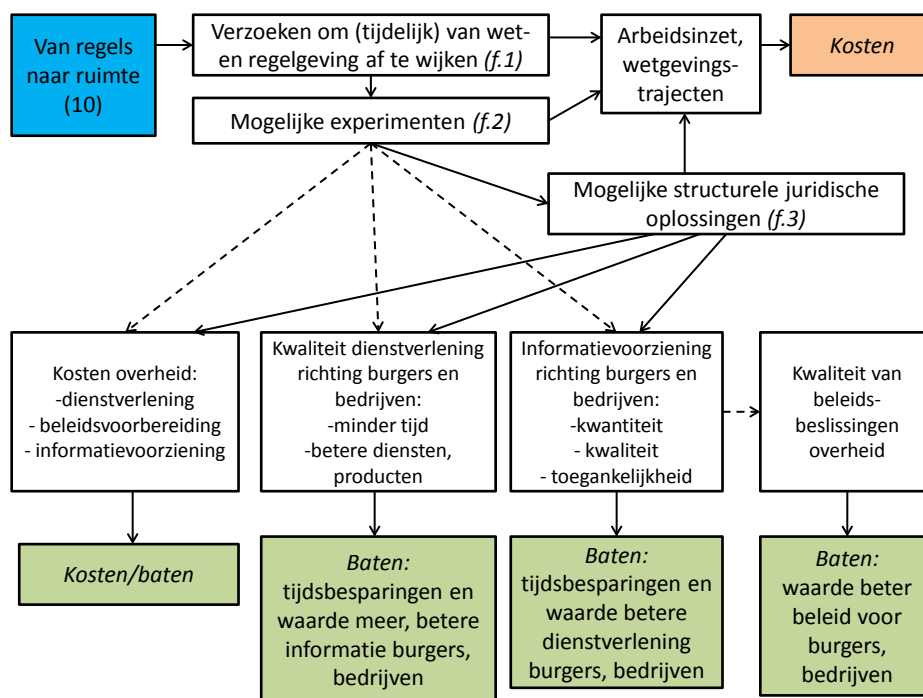 Van regels
naar ruimte
(10)
Verzoeken om (tijdelijk) van wet-
en regelgeving af te wijken (f.1)
Arbeidsinzet,
wetgevings-
trajecten
Kosten
Mogelijke experimenten (f.2)
Mogelijke structurele juridische
oplossingen (f.3)
Kosten overheid:
-dienstverlening
- beleidsvoorbereiding
- informatievoorziening
Kwaliteit dienstverlening
richting burgers en
bedrijven:
- minder tijd
-betere diensten,
producten
Informatievoorziening
richting burgers en
bedrijven:
-kwantiteit
- kwaliteit
- toegankelijkheid
Kwaliteit van
beleids-
beslissingen
overheid
Kosten/baten
Baten:
tijdsbesparingen en
waarde meer, betere
informatie burgers,
bedrijven
Baten:
tijdsbesparingen en
waarde betere
dienstverlening
burgers, bedrijven
Baten:
waarde beter
beleid voor
burgers,
bedrijven